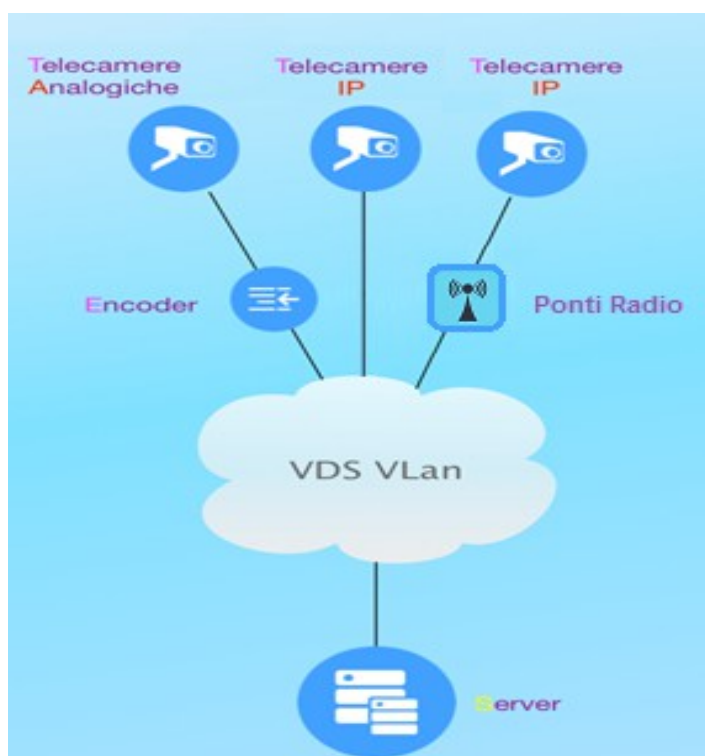 Telecamere
Analogiche
Telecamere
IP
Telecamere
IP
Encoder
Ponti Radio
VDS VLan
Server